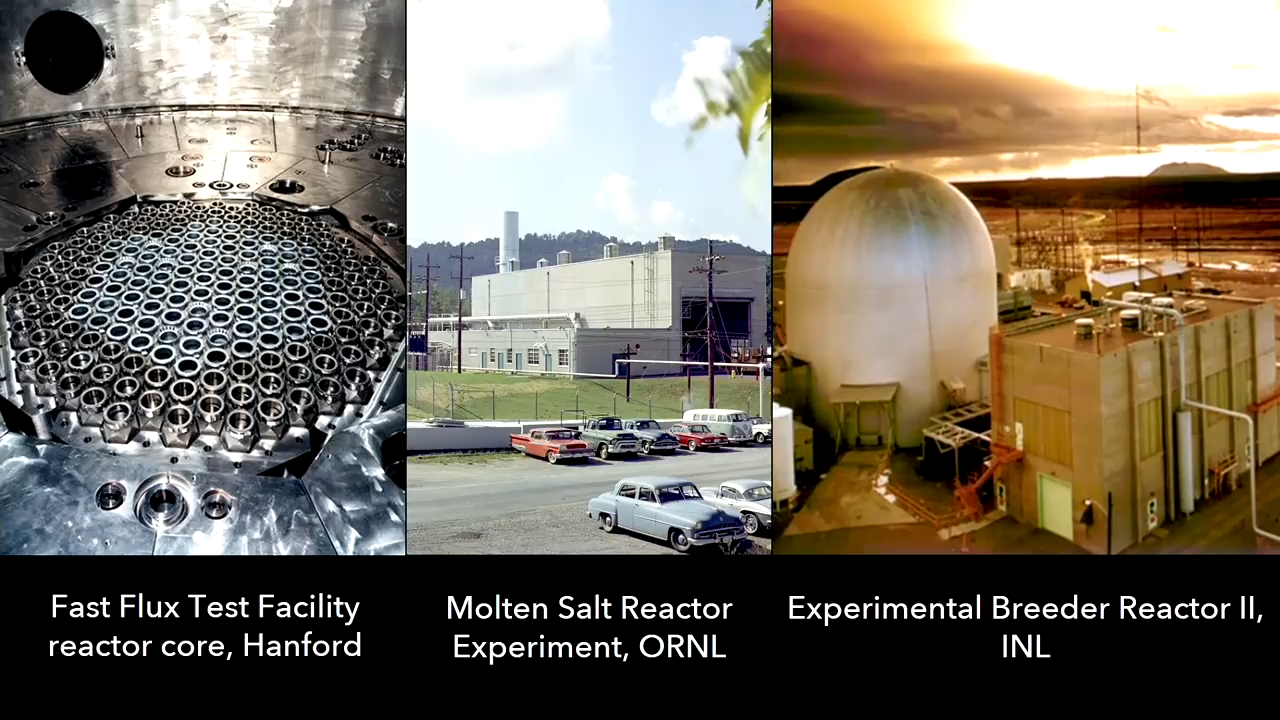 Fast Flux Test Facility
reactor core, Hanford
Molten Salt Reactor
Experiment, ORNL
Experimental Breeder Reactor II,
INL